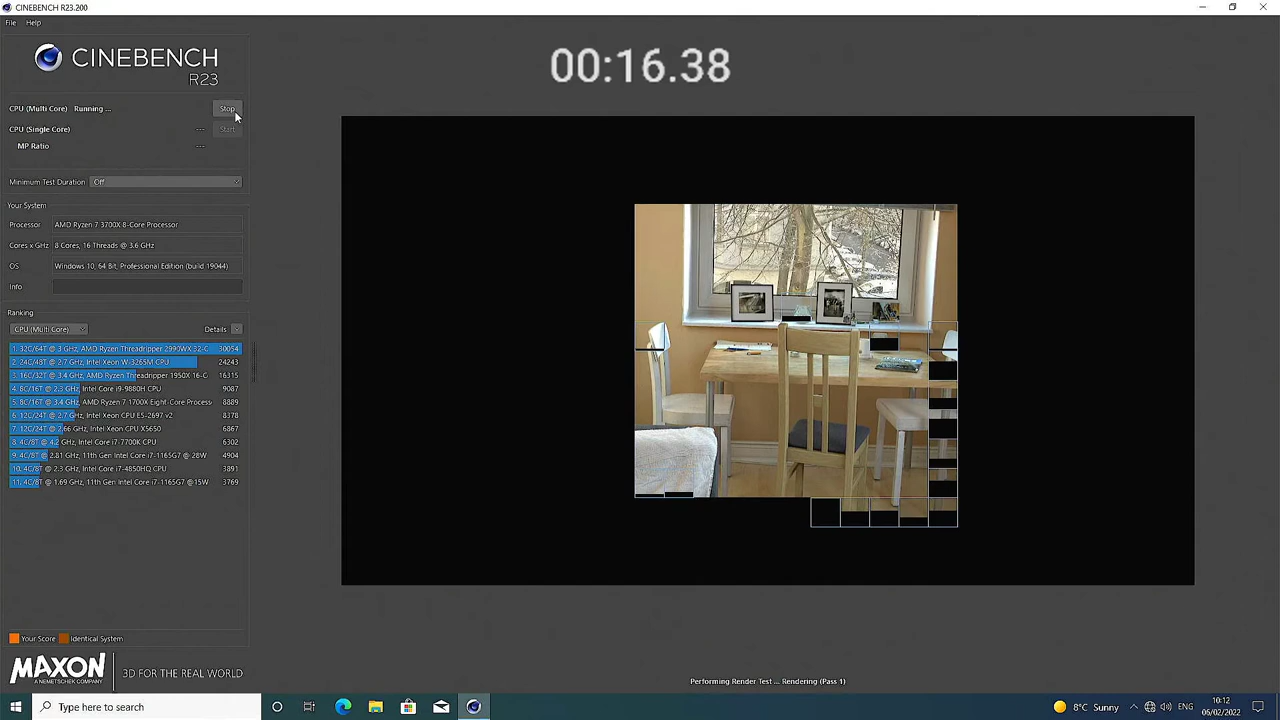 CINEBENCH R23.200
File Help
CINEBENCH
R23
00:16.38
CPU (Multi Core) Running ... Stop
CPU (Single Core) --- Start
MP Ratio ---
Minimum Test Duration Off
Your System
Processor AMD Ryzen 7 3700X 8-Core Processor
Cores x GHz 8 Cores, 16 Threads @ 3.6 GHz
OS Windows 10, 64 Bit, Professional Edition (build 19044)
Info
Ranking
CPU (Multi Core) Details
1. 32C/64T @ 3 GHz, AMD Ryzen Threadripper 2990WX 32-C 30054
2. 24C/48T @ 2.7 GHz, Intel Xeon W-3265M CPU 24243
3. 16C/32T @ 3.4 GHz, AMD Ryzen Threadripper 1950X 16-C 16315
4. 8C/16T @ 2.3 GHz, Intel Core i9-9880H CPU 9087
5. 8C/16T @ 3.4 GHz, AMD Ryzen 7 1700X Eight-Core Process 8889
6. 12C/24T @ 2.7 GHz, Intel Xeon CPU E5-2697 v2 8378
7. 12C/24T @ 2.66 GHz, Intel Xeon CPU X5650 6867
8. 4C/8T @ 4.2 GHz, Intel Core i7-7700K CPU 6302
9. 4C/8T @ 2.81 GHz, 11th Gen Intel Core i7-1165G7 @ 28W 4904
10. 4C/8T @ 2.3 GHz, Intel Core i7-4850HQ CPU 3891
11. 4C/8T @ 1.69 GHz, 11th Gen Intel Core i7-1165G7 @15W 3769
Your Score Identical System
MAXON
A NEMETSCHEK COMPANY
3D FOR THE REAL WORLD
Performing Render Test ... Rendering (Pass 1)
Type here to search
8°C Sunny
10:12
05/02/2022